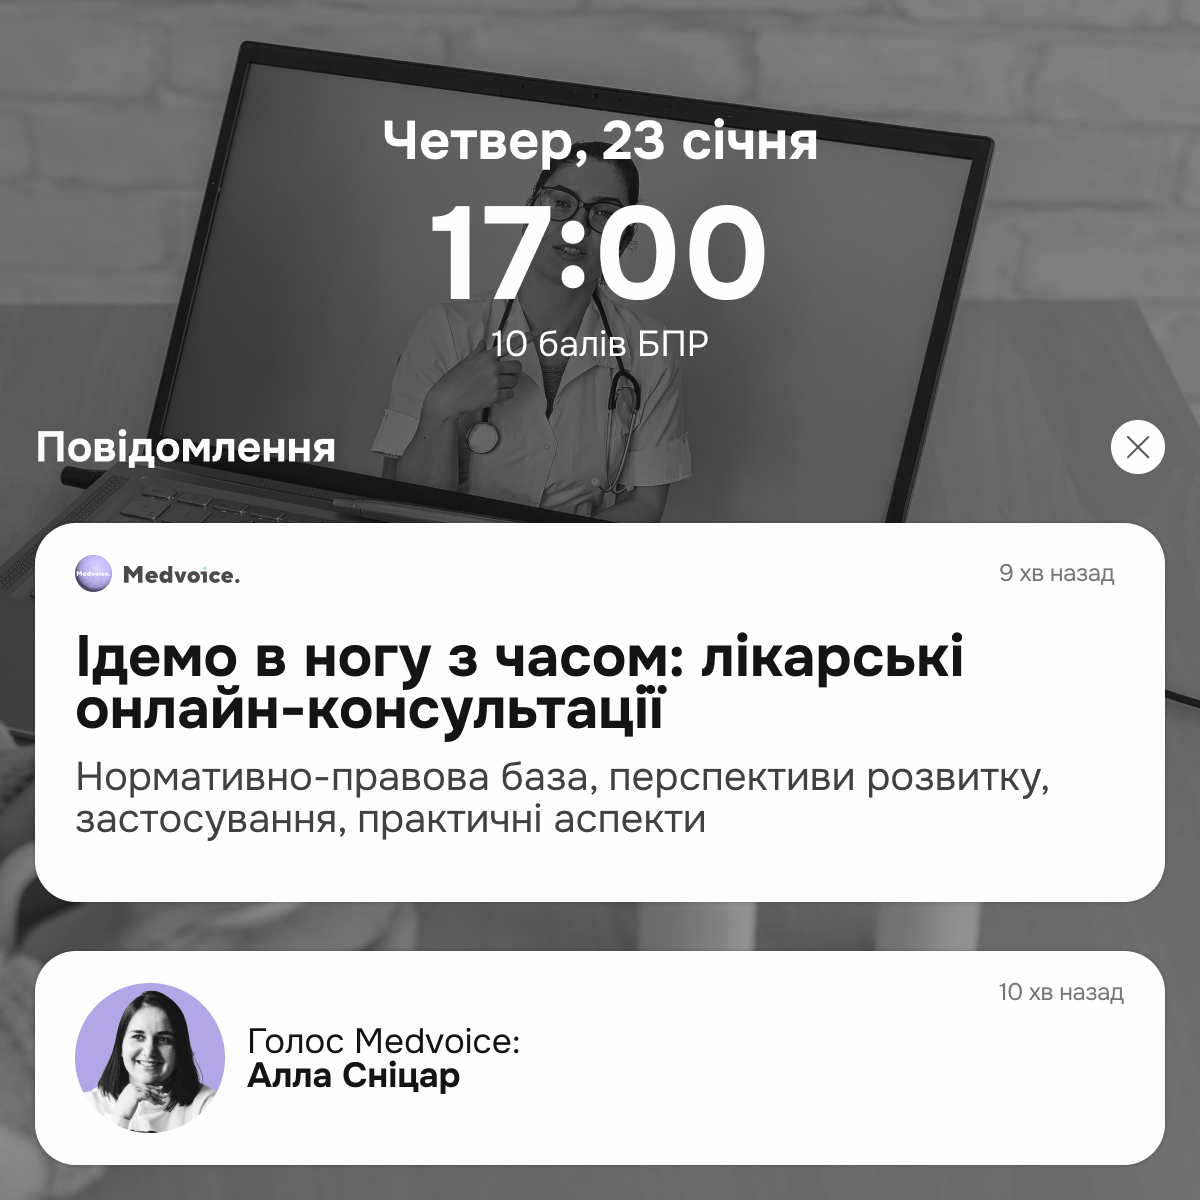 Четвер, 23 січня
17:00
10 балів БПР
Повідомлення
Medvoice.
Medvoice.
9 хв назад
Ідемо в ногу з часом: лікарські
онлайн-консультації
Нормативно-правова база, перспективи розвитку,
застосування, практичні аспекти
10 хв назад
Голос Medvoice:
Алла Сніцар